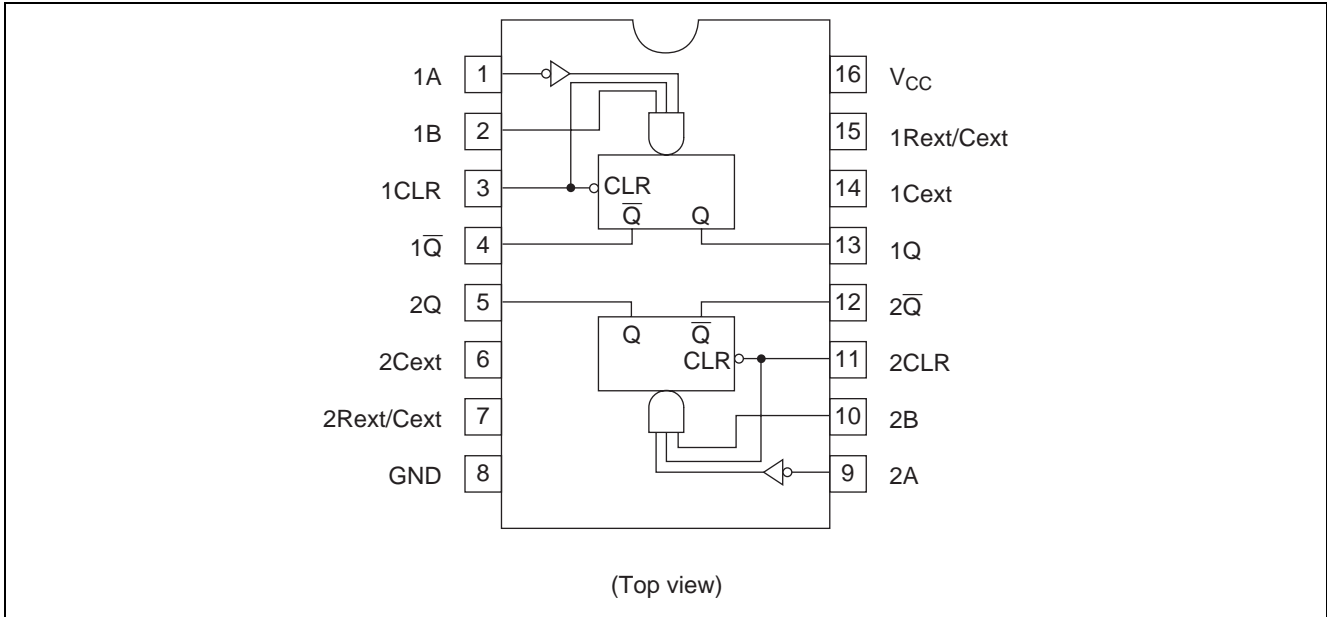 1A 1 16 V_CC
1B 2 15 1Rext/Cext
1CLR 3 CLR 14 1Cext
Q̅ Q
1Q̅ 4 13 1Q
2Q 5 12 2Q̅
Q Q̅
2Cext 6 CLR 11 2CLR
2Rext/Cext 7 10 2B
GND 8 9 2A
(Top view)